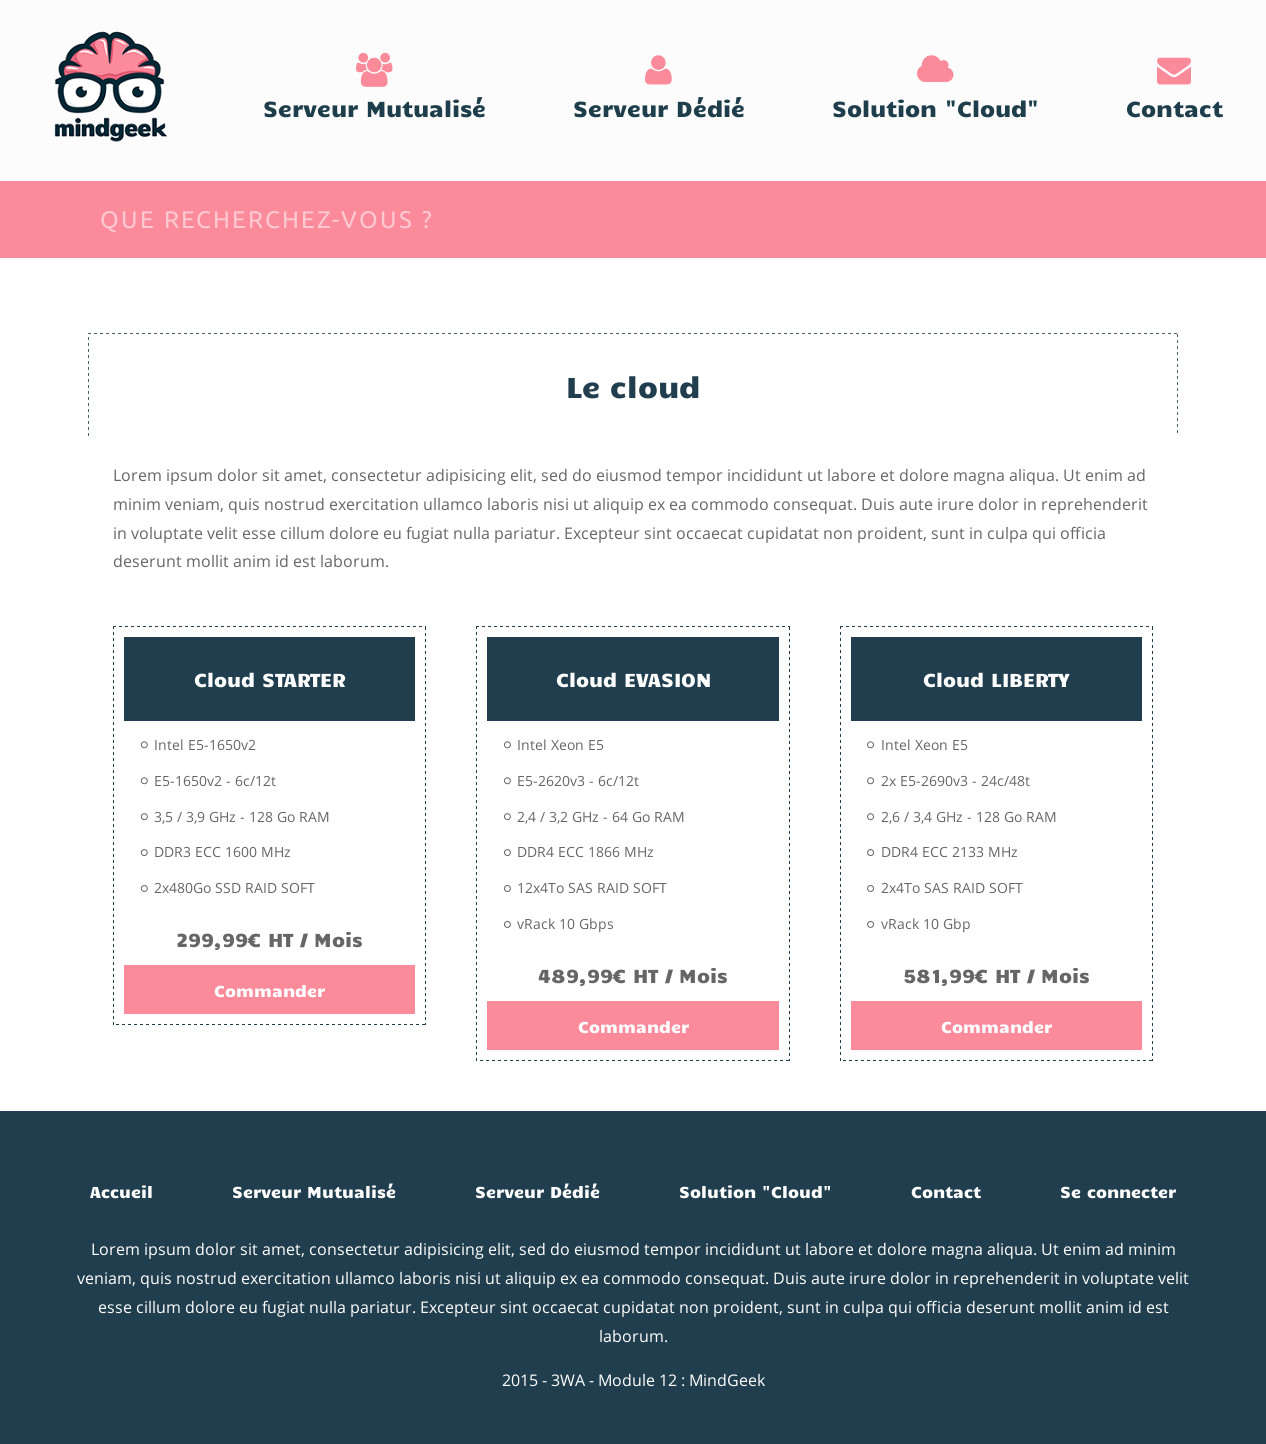 mindgeek
Serveur Mutualisé
Serveur Dédié
Solution "Cloud"
Contact
QUE RECHERCHEZ-VOUS ?
Le cloud
Lorem ipsum dolor sit amet, consectetur adipisicing elit, sed do eiusmod tempor incididunt ut labore et dolore magna aliqua. Ut enim ad
minim veniam, quis nostrud exercitation ullamco laboris nisi ut aliquip ex ea commodo consequat. Duis aute irure dolor in reprehenderit
in voluptate velit esse cillum dolore eu fugiat nulla pariatur. Excepteur sint occaecat cupidatat non proident, sunt in culpa qui officia
deserunt mollit anim id est laborum.
Cloud STARTER
Intel E5-1650v2
E5-1650v2 - 6c/12t
3,5 / 3,9 GHz - 128 Go RAM
DDR3 ECC 1600 MHz
2x480Go SSD RAID SOFT
299,99€ HT / Mois
Commander
Cloud EVASION
Intel Xeon E5
E5-2620v3 - 6c/12t
2,4 / 3,2 GHz - 64 Go RAM
DDR4 ECC 1866 MHz
12x4To SAS RAID SOFT
vRack 10 Gbps
489,99€ HT / Mois
Commander
Cloud LIBERTY
Intel Xeon E5
2x E5-2690v3 - 24c/48t
2,6 / 3,4 GHz - 128 Go RAM
DDR4 ECC 2133 MHz
2x4To SAS RAID SOFT
vRack 10 Gbp
581,99€ HT / Mois
Commander
Accueil
Serveur Mutualisé
Serveur Dédié
Solution "Cloud"
Contact
Se connecter
Lorem ipsum dolor sit amet, consectetur adipisicing elit, sed do eiusmod tempor incididunt ut labore et dolore magna aliqua. Ut enim ad minim
veniam, quis nostrud exercitation ullamco laboris nisi ut aliquip ex ea commodo consequat. Duis aute irure dolor in reprehenderit in voluptate velit
esse cillum dolore eu fugiat nulla pariatur. Excepteur sint occaecat cupidatat non proident, sunt in culpa qui officia deserunt mollit anim id est
laborum.
2015 - 3WA - Module 12 : MindGeek